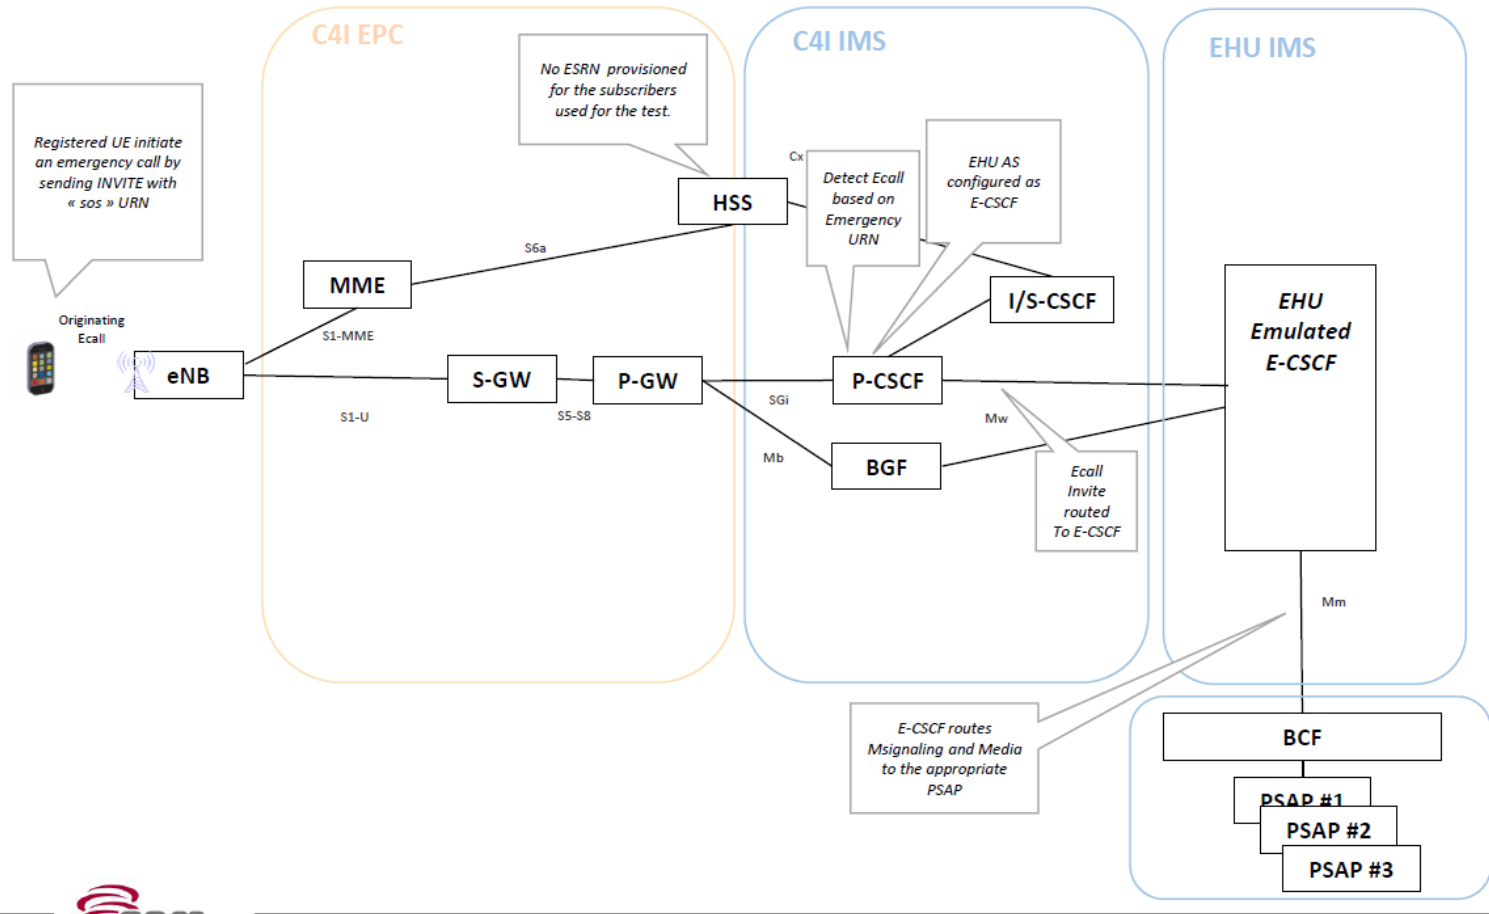 C4I EPC
C4I IMS
EHU IMS
No ESRN provisioned
for the subscribers
used for the test.
Registered UE initiate
an emergency call by
sending INVITE with
« sos » URN
Cx
Detect Ecall
based on
Emergency
URN
EHU AS
configured as
E-CSCF
HSS
S6a
MME
I/S-CSCF
EHU
Emulated
E-CSCF
Originating
Ecall
S1-MME
eNB
S-GW
P-GW
P-CSCF
S1-U
S5-S8
SGi
Mw
Mb
BGF
Ecall
Invite
routed
To E-CSCF
Mm
E-CSCF routes
Msignaling and Media
to the appropriate
PSAP
BCF
PSAP #1
PSAP #2
PSAP #3